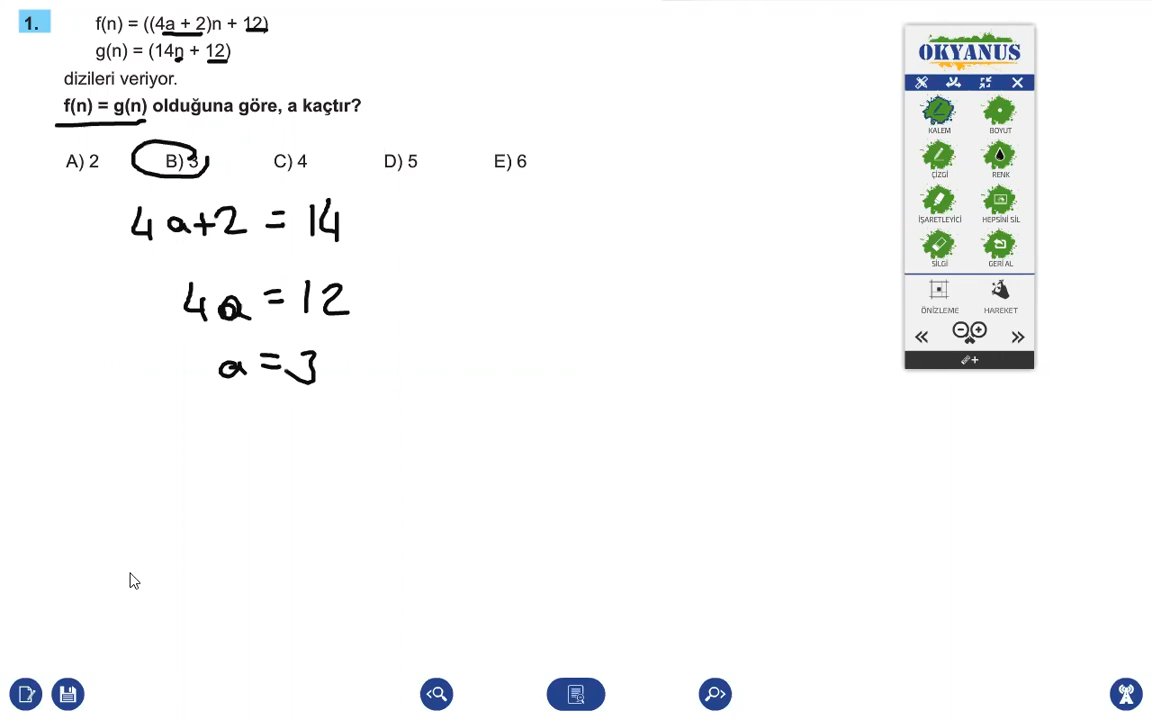 1.
f(n) = ((4a + 2)n + 12)
g(n) = (14n + 12)
dizileri veriyor.
f(n) = g(n) olduğuna göre, a kaçtır?
A) 2 B) 3 C) 4 D) 5 E) 6
4a+2 = 14
4a = 12
a = 3
OKYANUS
KALEM BOYUT
ÇİZGİ RENK
İŞARETLEYİCİ HEPSİNİ SİL
SİLGİ GERİ AL
ÖNİZLEME HAREKET